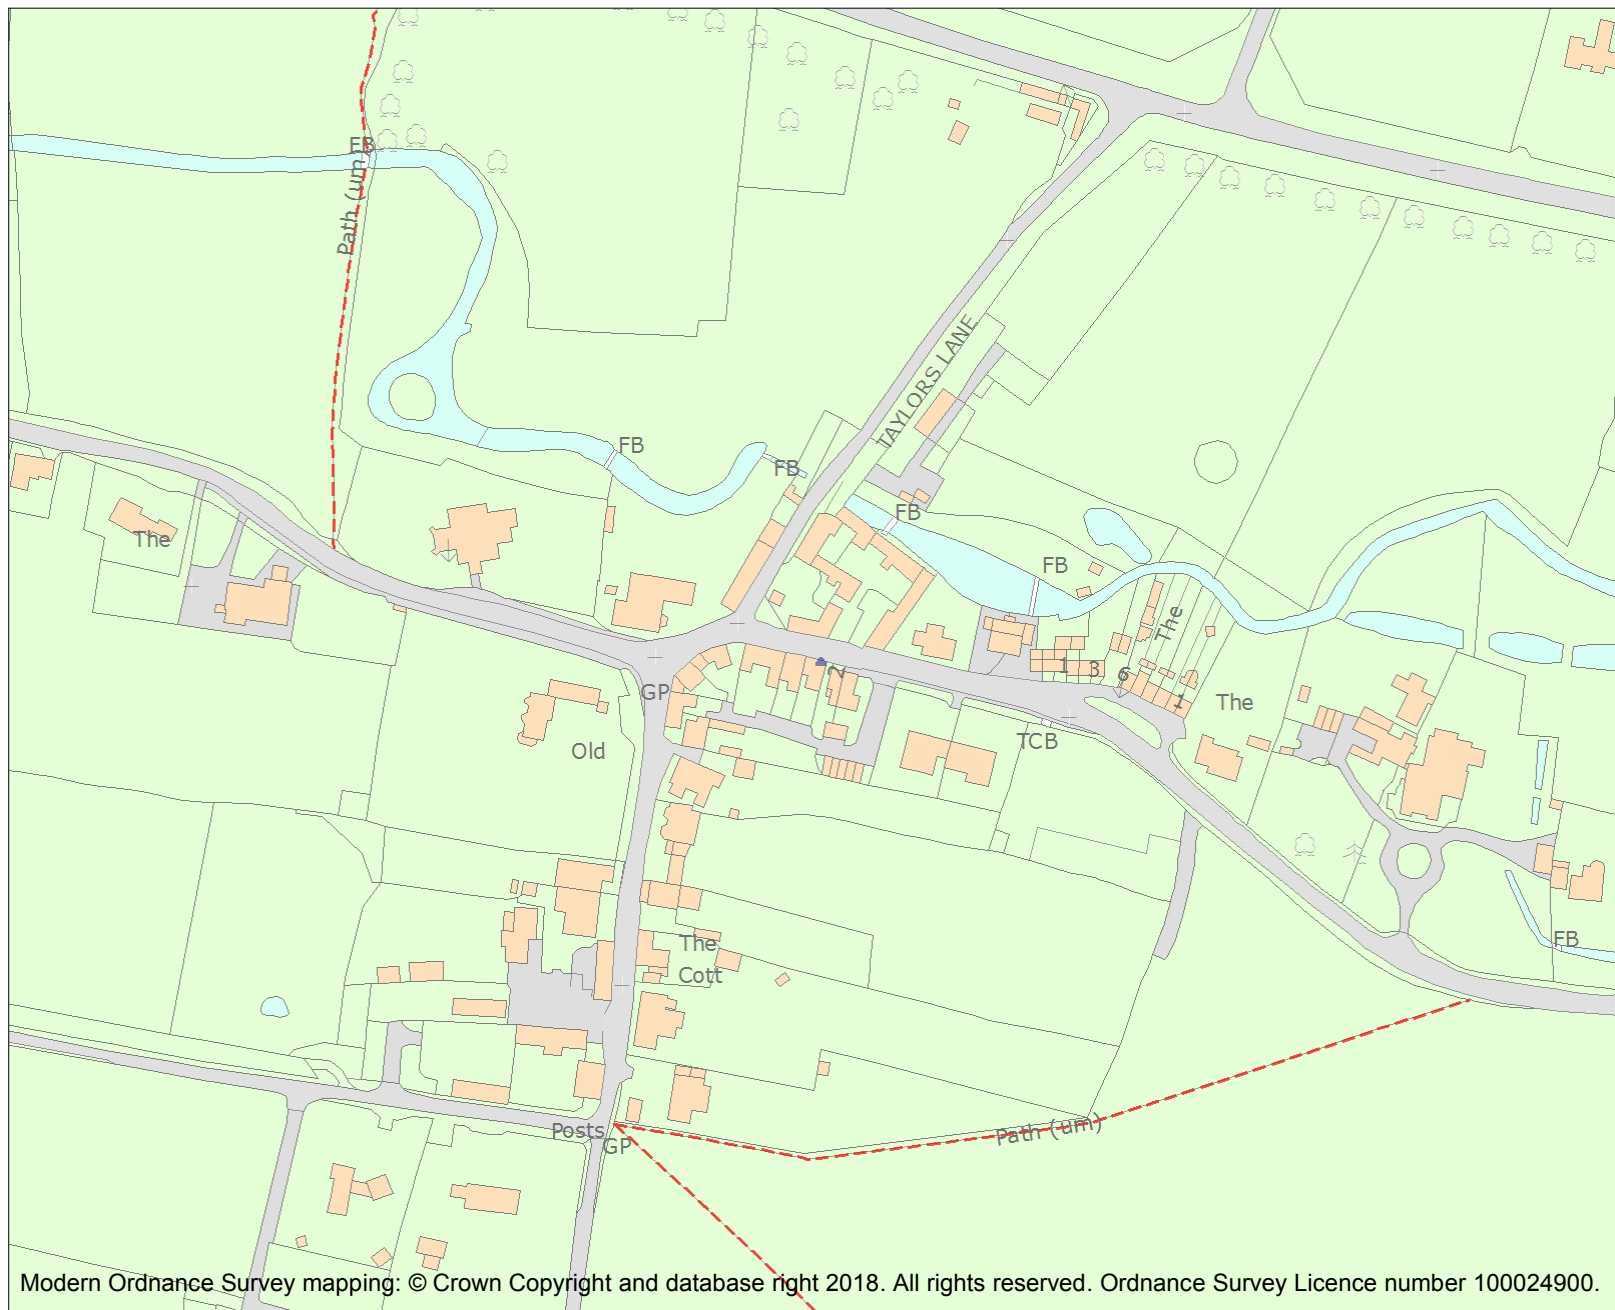 FB
Path (um)
TAYLORS LANE
FB
FB
FB
The
FB
The
1
3
6
2
1
GP
The
Old
TCB
The
Cott
FB
Path (um)
Posts
GP
Modern Ordnance Survey mapping: © Crown Copyright and database right 2018. All rights reserved. Ordnance Survey Licence number 100024900.